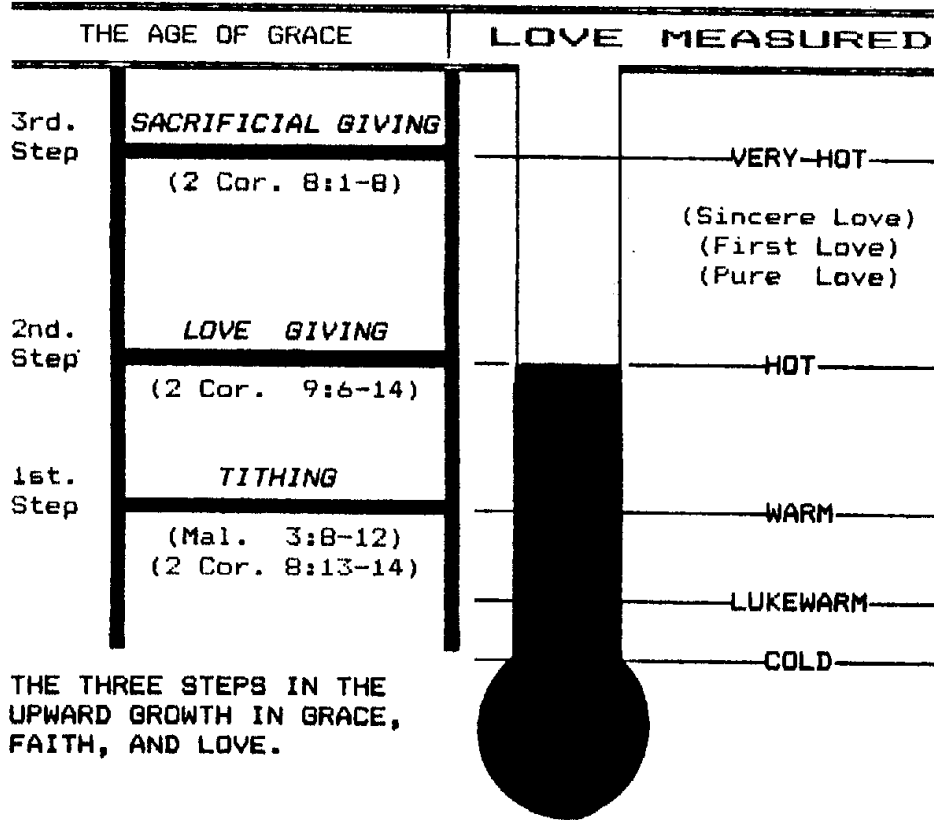 THE AGE OF GRACE
LOVE MEASURED
3rd.
Step
SACRIFICIAL GIVING
(2 Cor. 8:1-8)
2nd.
Step
LOVE GIVING
(2 Cor. 9:6-14)
1st.
Step
TITHING
(Mal. 3:8-12)
(2 Cor. 8:13-14)
THE THREE STEPS IN THE
UPWARD GROWTH IN GRACE,
FAITH, AND LOVE.
VERY HOT
(Sincere Love)
(First Love)
(Pure Love)
HOT
WARM
LUKEWARM
COLD